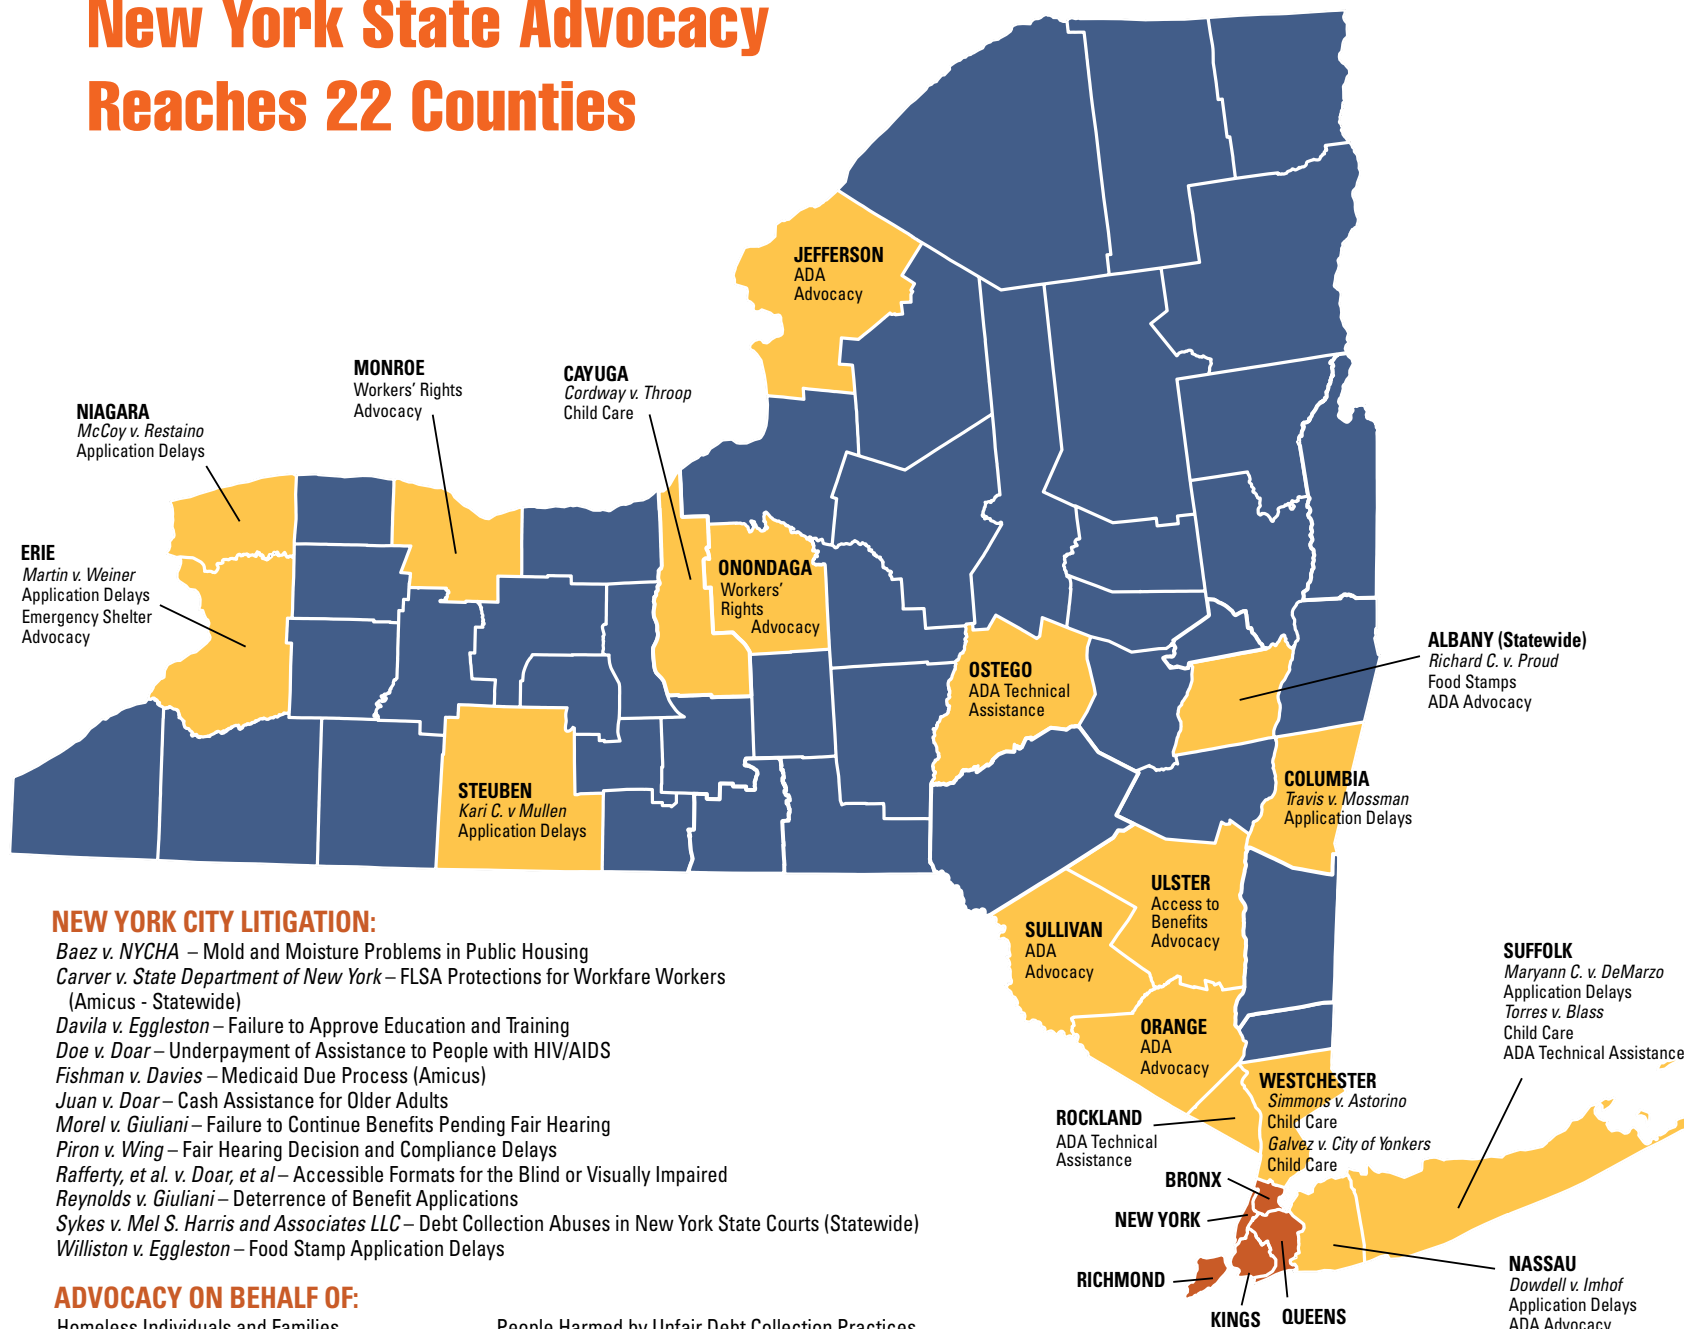 New York State Advocacy
Reaches 22 Counties
JEFFERSON
ADA
Advocacy
MONROE
Workers’ Rights
Advocacy
CAYUGA
Cordway v. Throop
Child Care
NIAGARA
McCoy v. Restaino
Application Delays
ERIE
Martin v. Weiner
Application Delays
Emergency Shelter
Advocacy
ONONDAGA
Workers’
Rights
Advocacy
OSTEGO
ADA Technical
Assistance
ALBANY (Statewide)
Richard C. v. Proud
Food Stamps
ADA Advocacy
STEUBEN
Kari C. v Mullen
Application Delays
COLUMBIA
Travis v. Mossman
Application Delays
ULSTER
Access to
Benefits
Advocacy
SULLIVAN
ADA
Advocacy
ORANGE
ADA
Advocacy
SUFFOLK
Maryann C. v. DeMarzo
Application Delays
Torres v. Blass
Child Care
ADA Technical Assistance
WESTCHESTER
Simmons v. Astorino
Child Care
Galvez v. City of Yonkers
Child Care
ROCKLAND
ADA Technical
Assistance
BRONX
NEW YORK
RICHMOND
KINGS
QUEENS
NASSAU
Dowdell v. Imhof
Application Delays
ADA Advocacy
NEW YORK CITY LITIGATION:
Baez v. NYCHA – Mold and Moisture Problems in Public Housing
Carver v. State Department of New York – FLSA Protections for Workfare Workers
(Amicus - Statewide)
Davila v. Eggleston – Failure to Approve Education and Training
Doe v. Doar – Underpayment of Assistance to People with HIV/AIDS
Fishman v. Davies – Medicaid Due Process (Amicus)
Juan v. Doar – Cash Assistance for Older Adults
Morel v. Giuliani – Failure to Continue Benefits Pending Fair Hearing
Piron v. Wing – Fair Hearing Decision and Compliance Delays
Rafferty, et al. v. Doar, et al – Accessible Formats for the Blind or Visually Impaired
Reynolds v. Giuliani – Deterrence of Benefit Applications
Sykes v. Mel S. Harris and Associates LLC – Debt Collection Abuses in New York State Courts (Statewide)
Williston v. Eggleston – Food Stamp Application Delays
ADVOCACY ON BEHALF OF:
Homeless Individuals and Families
People Harmed by Unfair Debt Collection Practices